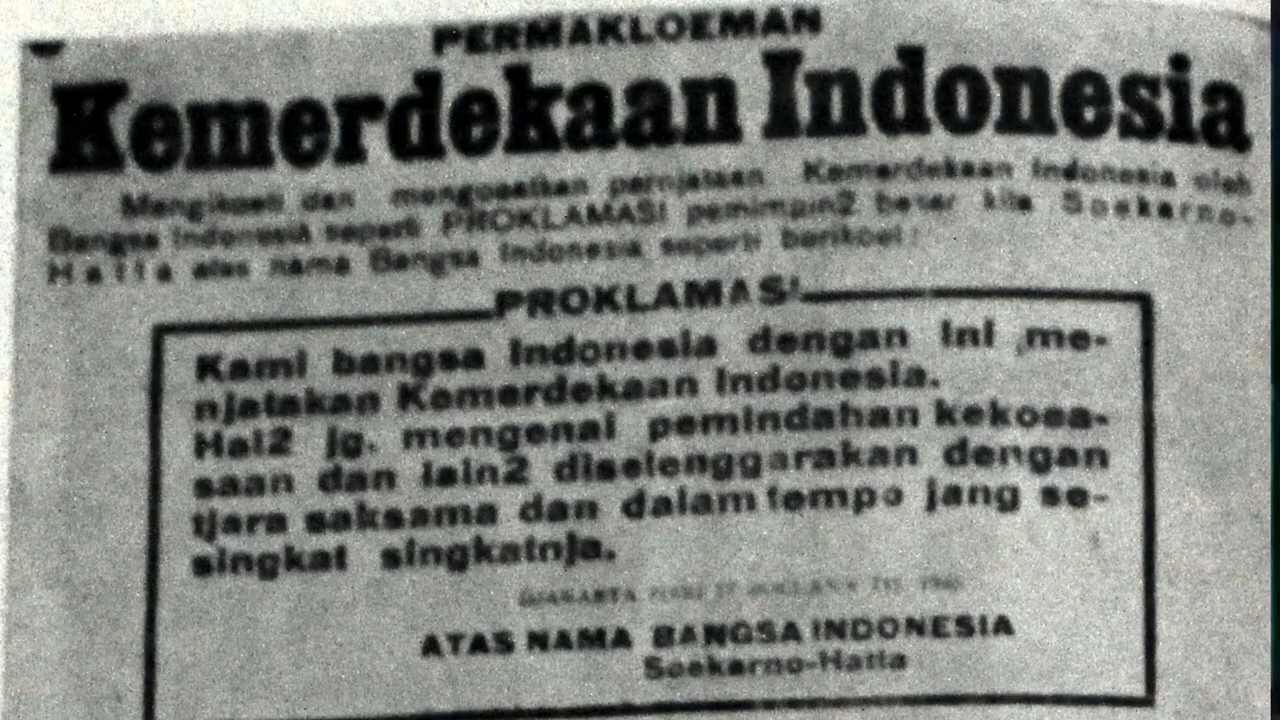 PERMAKLOEMAN
Kemerdekaan Indonesia
Mengikoeti dan mengoeatkan pernjataan Kemerdekaan Indonesia oleh
Bangsa Indonesia seperti PROKLAMASI pemimpin2 besar kita Soekarno-
Hatta atas nama Bangsa Indonesia seperti berikoet:
PROKLAMASI
Kami bangsa Indonesia dengan ini me-
njatakan Kemerdekaan Indonesia.
Hal2 jg. mengenai pemindahan kekoea-
saan dan lain2 diselenggarakan dengan
tjara saksama dan dalam tempo jang se-
singkat singkatnja.
DJAKARTA
ATAS NAMA BANGSA INDONESIA
Soekarno-Hatta